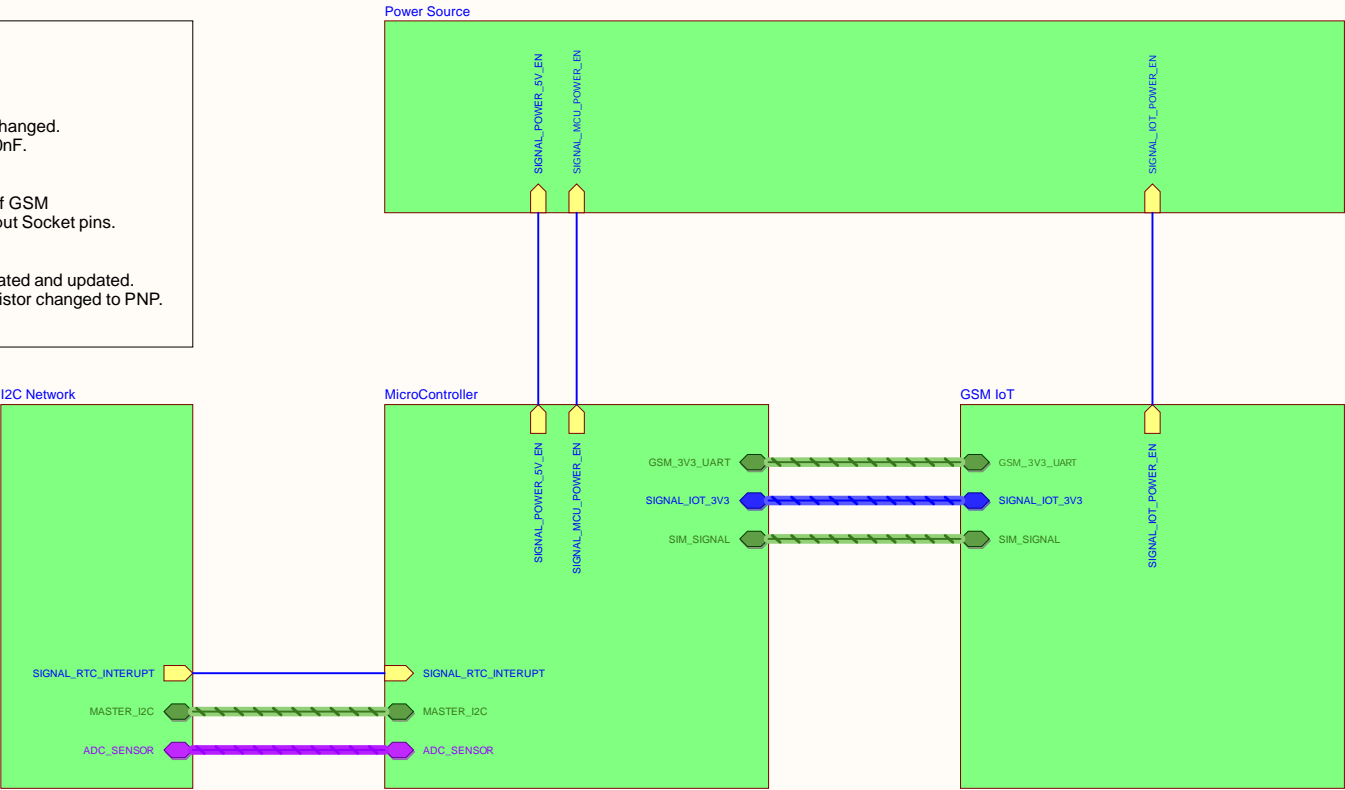 Power Source
SIGNAL_POWER_5V_EN
SIGNAL_MCU_POWER_EN
SIGNAL_IOT_POWER_EN
hanged.
nF.
f GSM
out Socket pins.
ated and updated.
istor changed to PNP.
I2C Network
MicroController
GSM IoT
SIGNAL_POWER_5V_EN
SIGNAL_MCU_POWER_EN
SIGNAL_IOT_POWER_EN
GSM_3V3_UART
GSM_3V3_UART
SIGNAL_IOT_3V3
SIGNAL_IOT_3V3
SIM_SIGNAL
SIM_SIGNAL
SIGNAL_RTC_INTERUPT
SIGNAL_RTC_INTERUPT
MASTER_I2C
MASTER_I2C
ADC_SENSOR
ADC_SENSOR